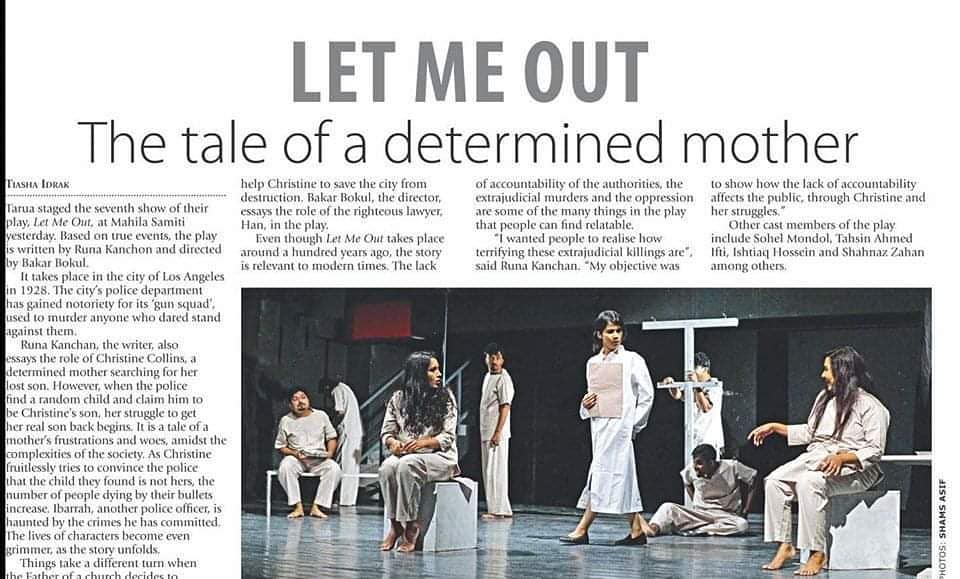 LET ME OUT
The tale of a determined mother
TIASHA IDRAK
Tarua staged the seventh show of their
play, Let Me Out, at Mahila Samiti
yesterday. Based on true events, the play
is written by Runa Kanchon and directed
by Bakar Bokul.
It takes place in the city of Los Angeles
in 1928. The city's police department
has gained notoriety for its 'gun squad',
used to murder anyone who dared stand
against them.
Runa Kanchan, the writer, also
essays the role of Christine Collins, a
determined mother searching for her
lost son. However, when the police
find a random child and claim him to
be Christine's son, her struggle to get
her real son back begins. It is a tale of a
mother's frustrations and woes, amidst the
complexities of the society. As Christine
fruitlessly tries to convince the police
that the child they found is not hers, the
number of people dying by their bullets
increase. Ibarrah, another police officer, is
haunted by the crimes he has committed.
The lives of characters become even
grimmer, as the story unfolds.
Things take a different turn when
the Father of a church decides to
help Christine to save the city from
destruction. Bakar Bokul, the director,
essays the role of the righteous lawyer,
Han, in the play.
Even though Let Me Out takes place
around a hundred years ago, the story
is relevant to modern times. The lack
of accountability of the authorities, the
extrajudicial murders and the oppression
are some of the many things in the play
that people can find relatable.
"I wanted people to realise how
terrifying these extrajudicial killings are",
said Runa Kanchan. "My objective was
to show how the lack of accountability
affects the public, through Christine and
her struggles."
Other cast members of the play
include Sohel Mondol, Tahsin Ahmed
Ifti, Ishtiaq Hossein and Shahnaz Zahan
among others.
PHOTOS: SHAMS ASIF